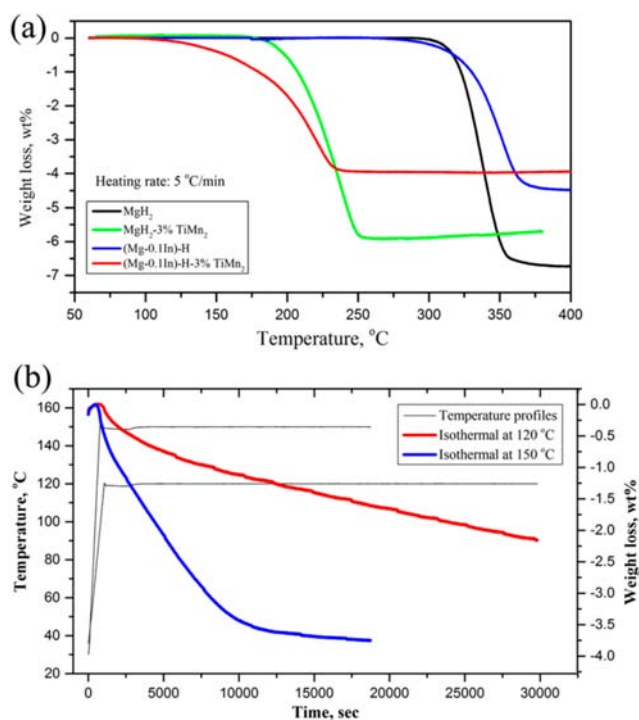 (a)
0
-1
-2
-3
-4
-5
-6
-7
Weight loss, wt%
Heating rate: 5 °C/min
MgH₂
MgH₂-3% TiMn₂
(Mg-0.1In)-H
(Mg-0.1In)-H-3% TiMn₂
50 100 150 200 250 300 350 400
Temperature, °C
(b)
160
140
120
100
80
60
40
20
Temperature, °C
Temperature profiles
Isothermal at 120 °C
Isothermal at 150 °C
0.0
-0.5
-1.0
-1.5
-2.0
-2.5
-3.0
-3.5
-4.0
Weight loss, wt%
0 5000 10000 15000 20000 25000 30000
Time, sec